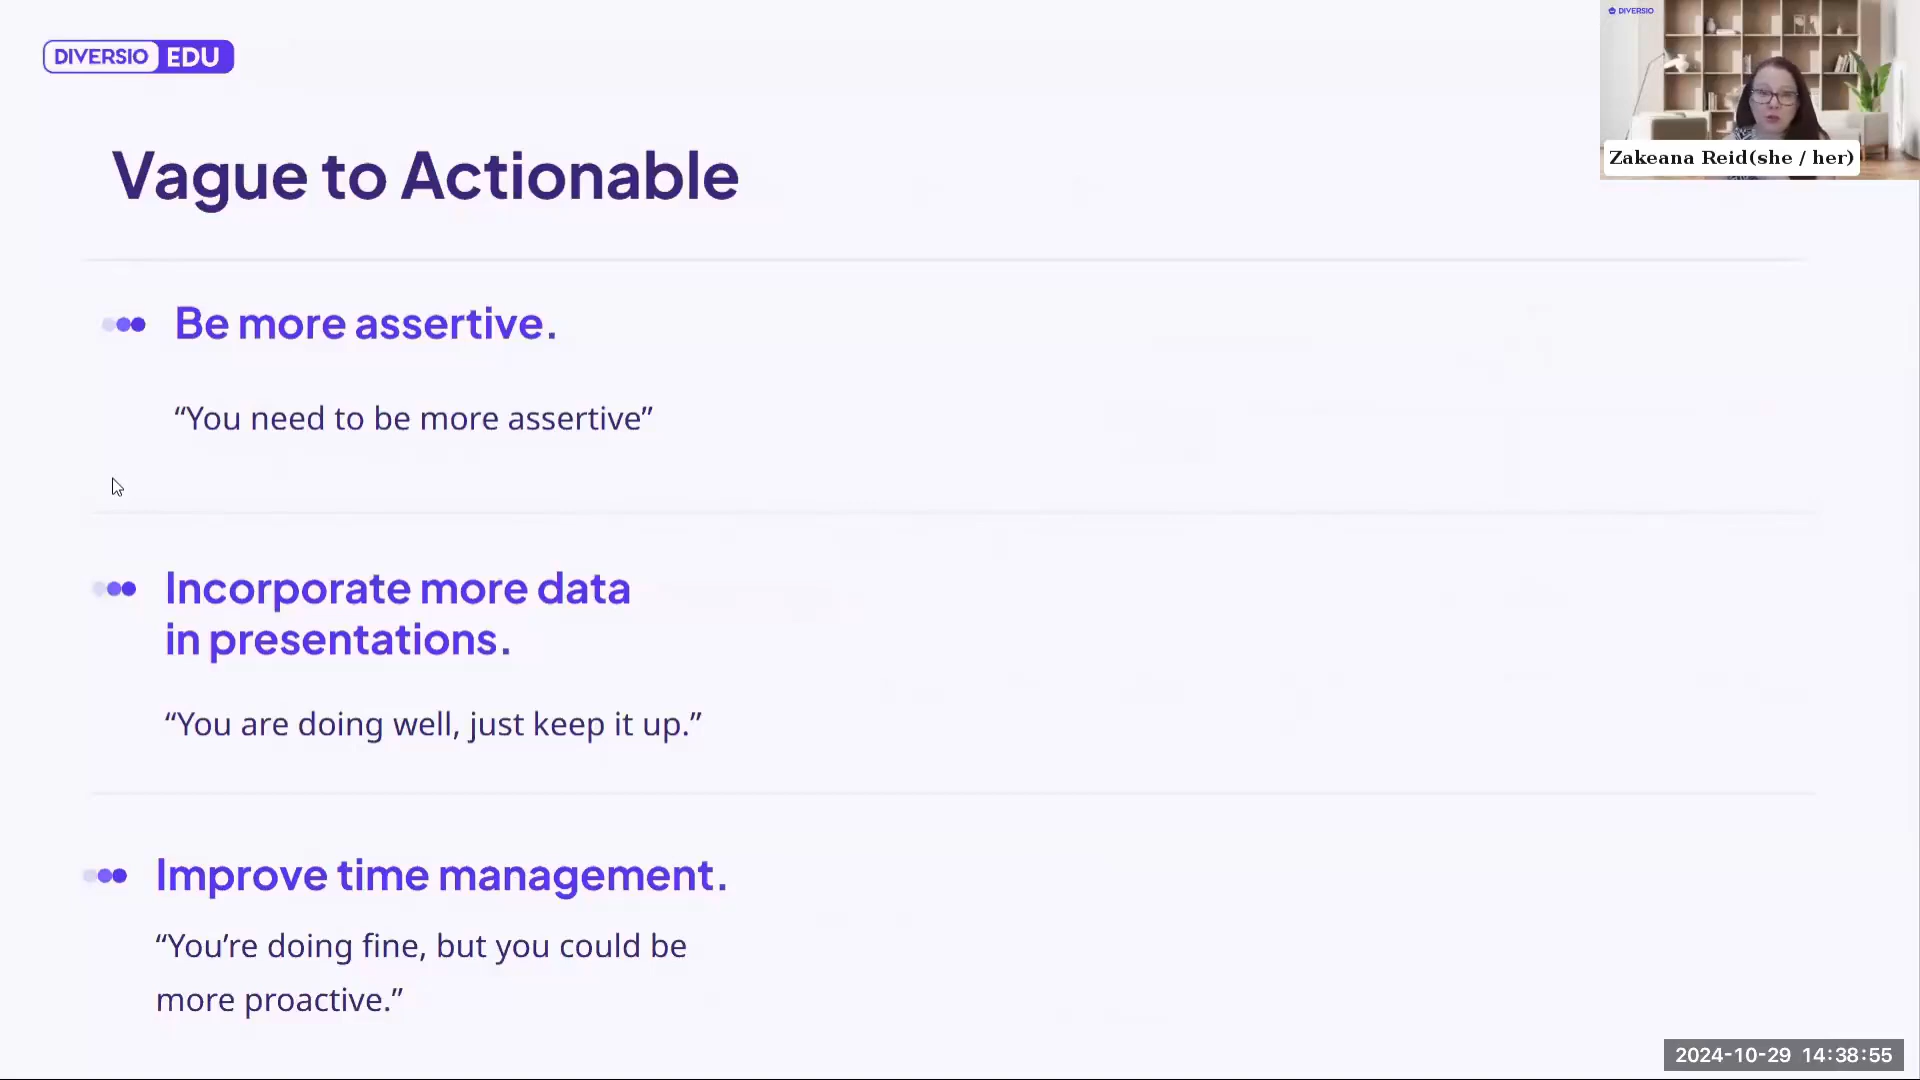 DIVERSIO EDU
DIVERSIO
Zakeana Reid(she / her)
Vague to Actionable
Be more assertive.
“You need to be more assertive”
Incorporate more data
in presentations.
“You are doing well, just keep it up.”
Improve time management.
“You’re doing fine, but you could be
more proactive.”
2024-10-29 14:38:55